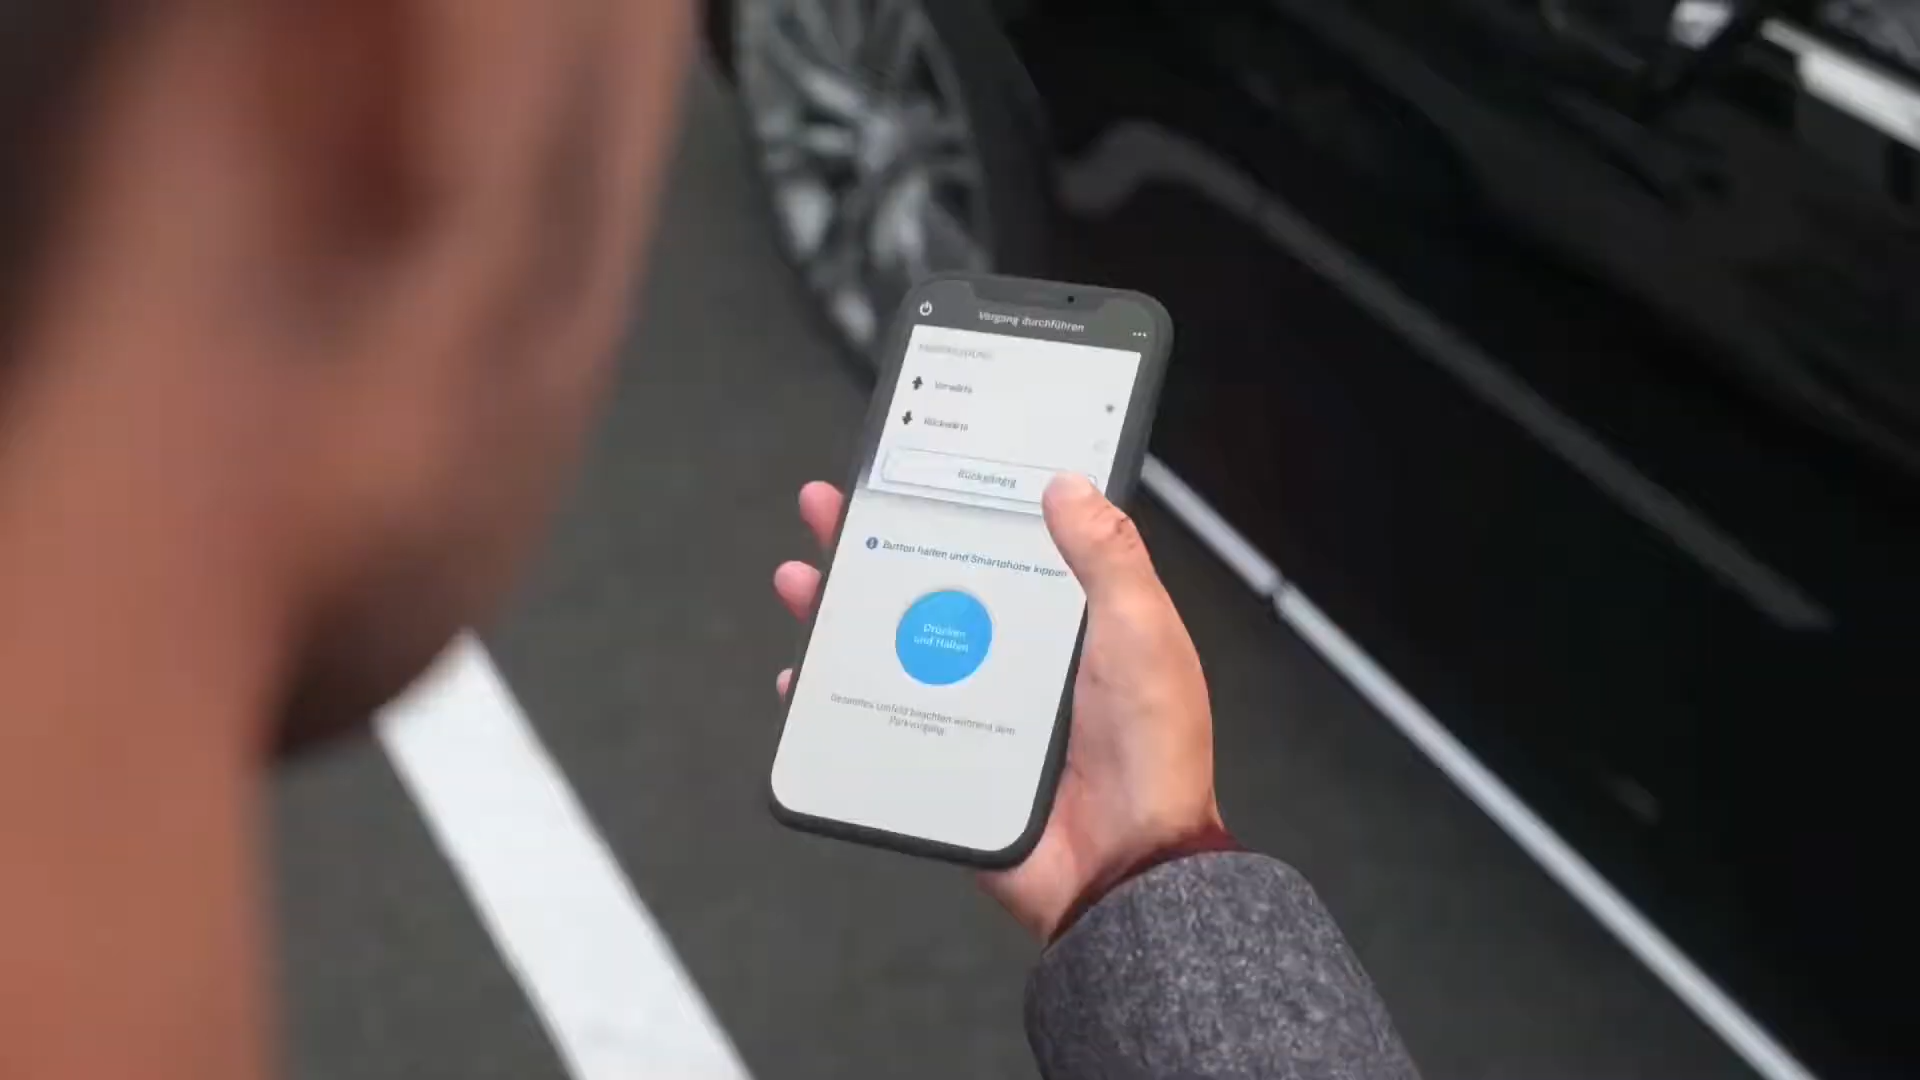 Vorgang durchführen
Vorwärts
Rückwärts
Rückgängig
Button halten und Smartphone kippen
Drücken
und Halten
Gesamtes Umfeld beachten während dem
Parkvorgang.